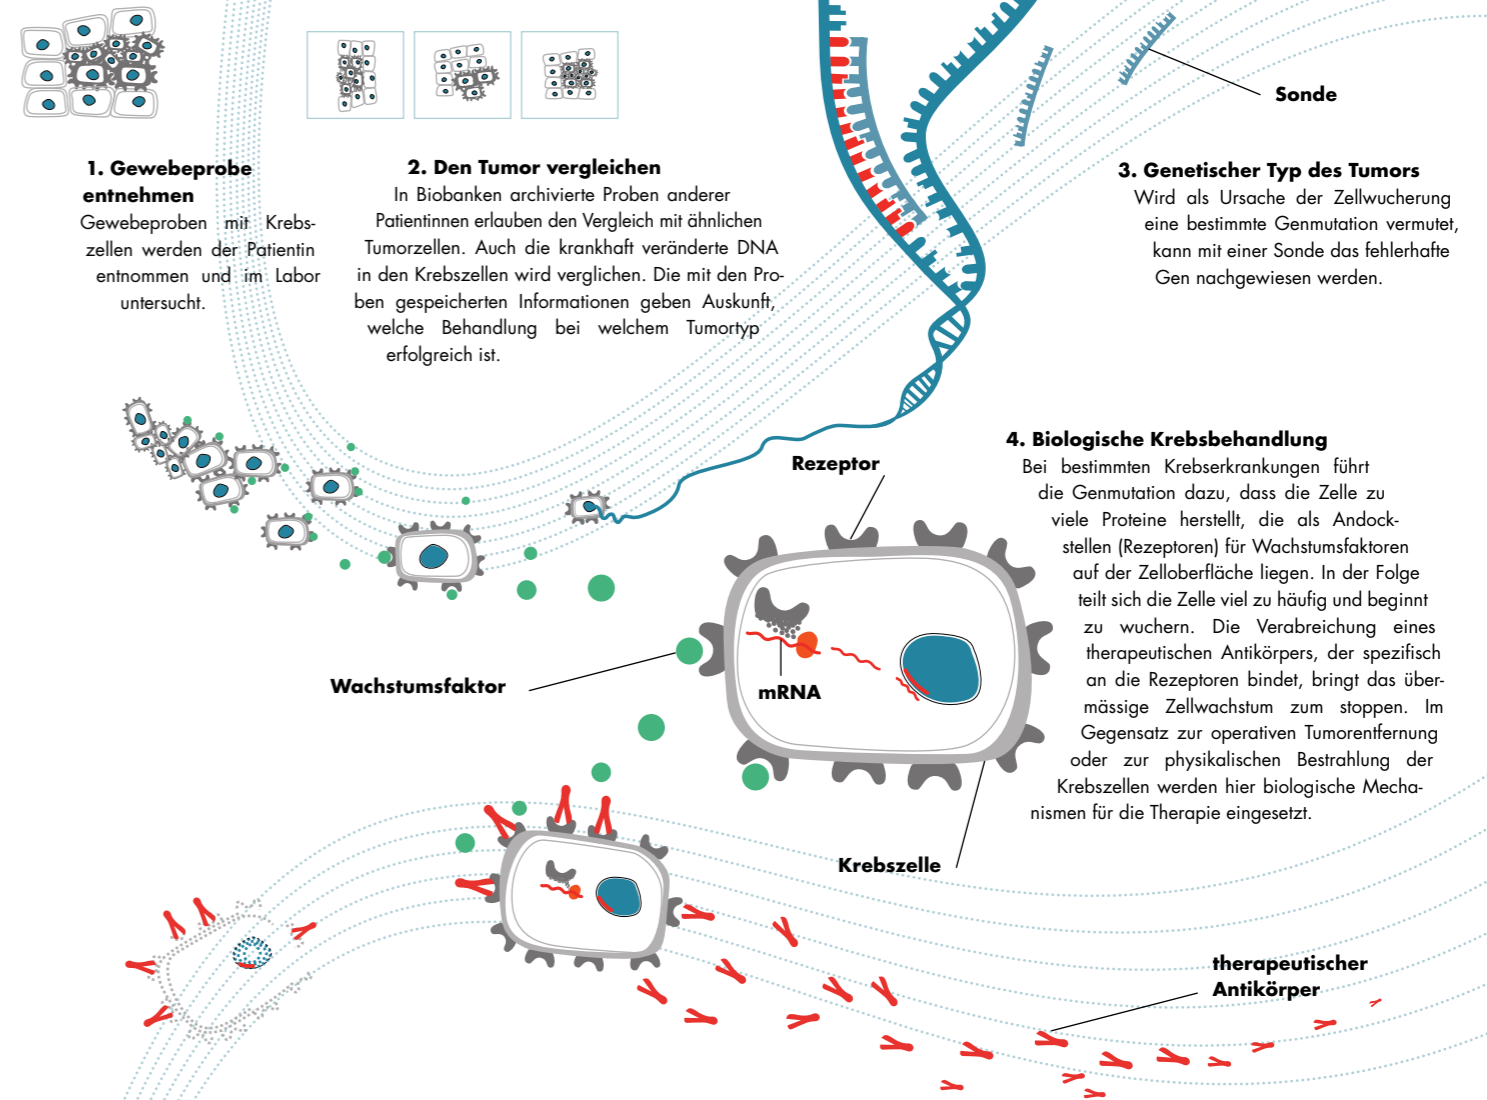 1. Gewebeprobe
entnehmen
Gewebeproben mit Krebs-
zellen werden der Patientin
entnommen und im Labor
untersucht.
2. Den Tumor vergleichen
In Biobanken archivierte Proben anderer
Patientinnen erlauben den Vergleich mit ähnlichen
Tumorzellen. Auch die krankhaft veränderte DNA
in den Krebszellen wird verglichen. Die mit den Pro-
ben gespeicherten Informationen geben Auskunft,
welche Behandlung bei welchem Tumortyp
erfolgreich ist.
Sonde
3. Genetischer Typ des Tumors
Wird als Ursache der Zellwucherung
eine bestimmte Genmutation vermutet,
kann mit einer Sonde das fehlerhafte
Gen nachgewiesen werden.
4. Biologische Krebsbehandlung
Bei bestimmten Krebserkrankungen führt
die Genmutation dazu, dass die Zelle zu
viele Proteine herstellt, die als Andock-
stellen (Rezeptoren) für Wachstumsfaktoren
auf der Zelloberfläche liegen. In der Folge
teilt sich die Zelle viel zu häufig und beginnt
zu wuchern. Die Verabreichung eines
therapeutischen Antikörpers, der spezifisch
an die Rezeptoren bindet, bringt das über-
mässige Zellwachstum zum stoppen. Im
Gegensatz zur operativen Tumorentfernung
oder zur physikalischen Bestrahlung der
Krebszellen werden hier biologische Mecha-
nismen für die Therapie eingesetzt.
Rezeptor
Wachstumsfaktor
mRNA
Krebszelle
therapeutischer
Antikörper